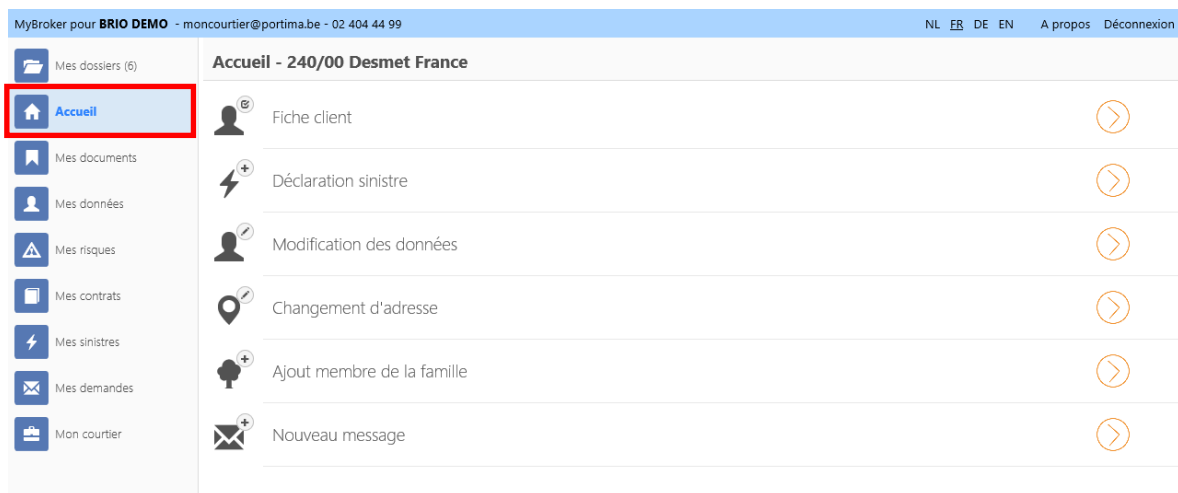 MyBroker pour BRIO DEMO - moncourtier@portima.be - 02 404 44 99 NL FR DE EN A propos Déconnexion
Mes dossiers (6)
Accueil
Mes documents
Mes données
Mes risques
Mes contrats
Mes sinistres
Mes demandes
Mon courtier
Accueil - 240/00 Desmet France
Fiche client
Déclaration sinistre
Modification des données
Changement d'adresse
Ajout membre de la famille
Nouveau message